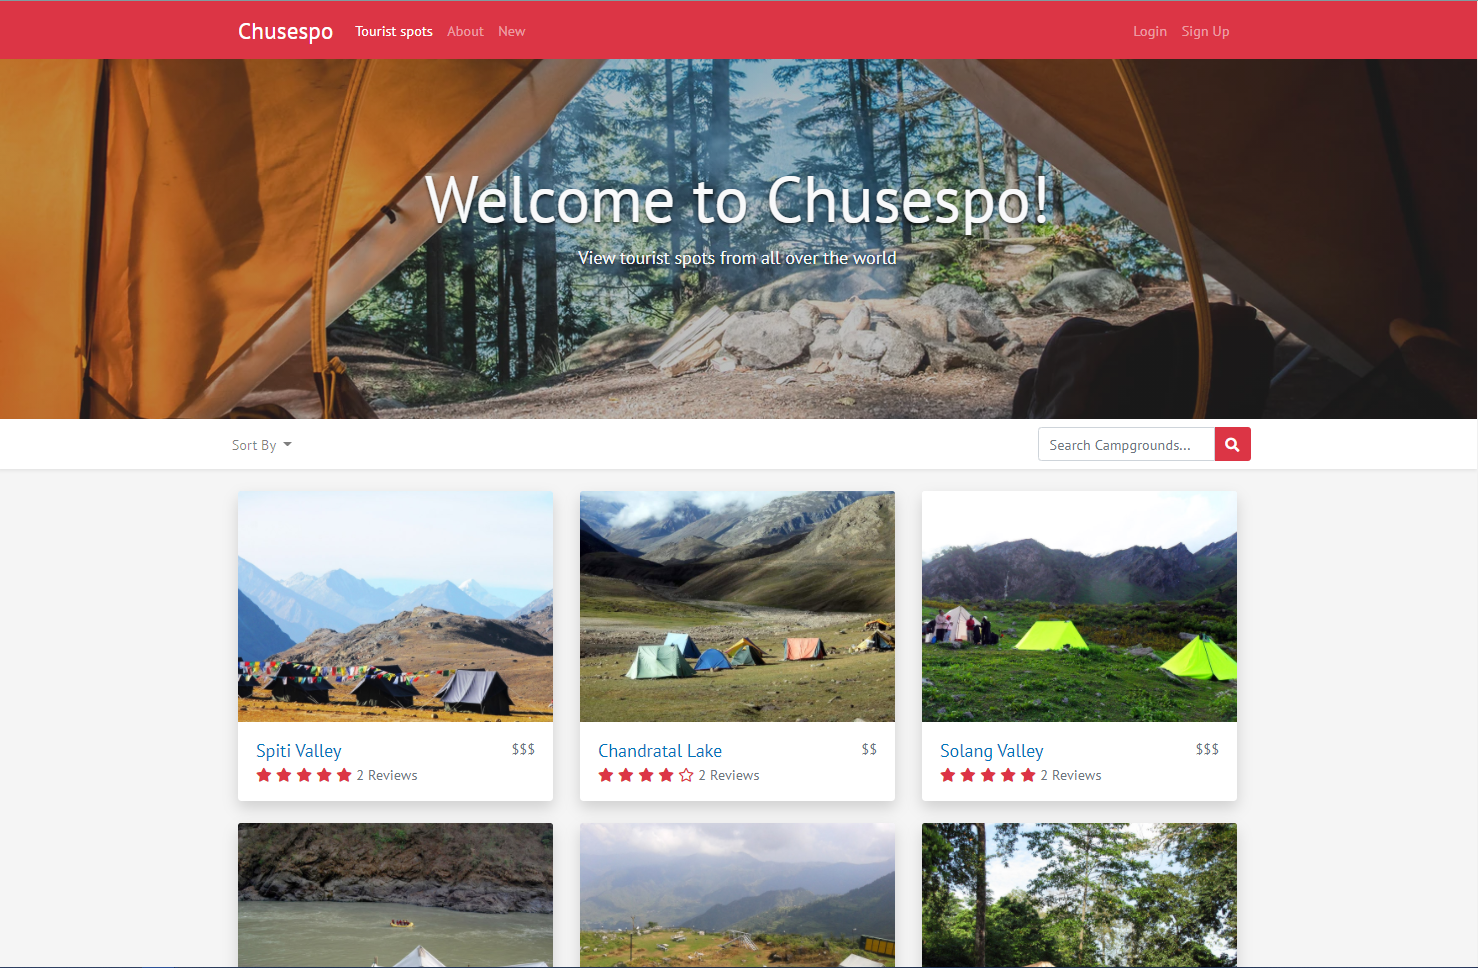 Chusespo Tourist spots About New Login Sign Up
Welcome to Chusespo!
View tourist spots from all over the world
Sort By Search Campgrounds...
Spiti Valley $$$
2 Reviews
Chandratal Lake $$
2 Reviews
Solang Valley $$$
2 Reviews